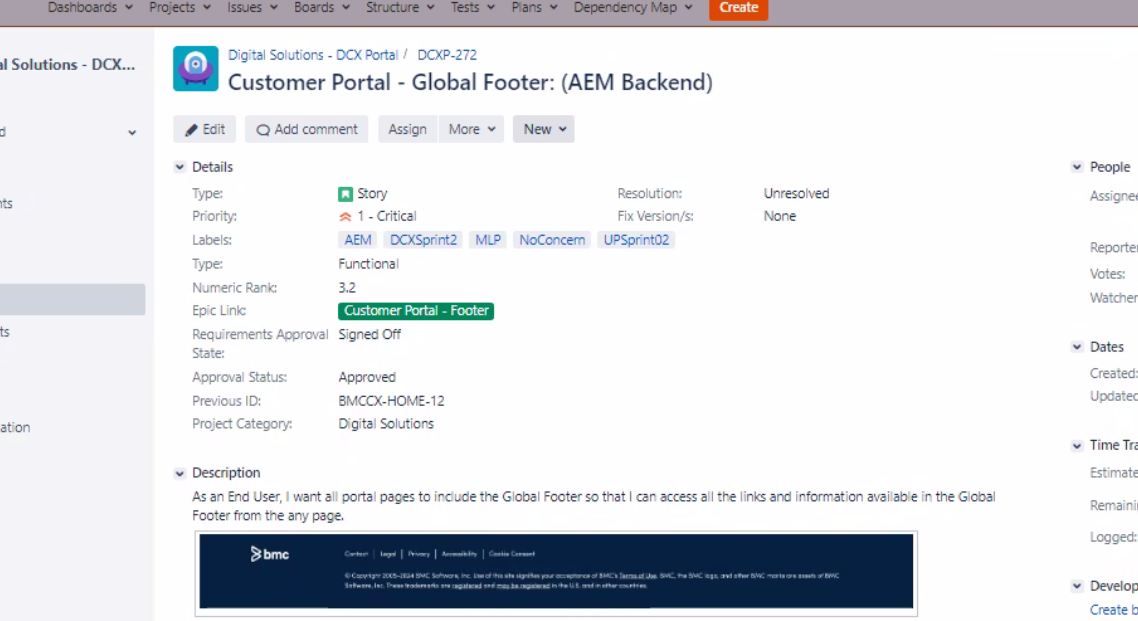 Dashboards Projects Issues Boards Structure Tests Plans Dependency Map Create
al Solutions - DCX...
d
nts
ts
ation
Digital Solutions - DCX Portal / DCXP-272
Customer Portal - Global Footer: (AEM Backend)
Edit Add comment Assign More New
Details
Type: Story Resolution: Unresolved
Priority: 1 - Critical Fix Version/s: None
Labels: AEM DCXSprint2 MLP NoConcern UPSprint02
Type: Functional
Numeric Rank: 3.2
Epic Link: Customer Portal - Footer
Requirements Approval State: Signed Off
Approval Status: Approved
Previous ID: BMCCX-HOME-12
Project Category: Digital Solutions
Description
As an End User, I want all portal pages to include the Global Footer so that I can access all the links and information available in the Global
Footer from the any page.
bmc
Contact | Legal | Privacy | Accessibility | Cookie Consent
© Copyright 2005-2024 BMC Software, Inc. Use of this site signifies your acceptance of BMC's Terms of Use. BMC, the BMC logo, and other BMC marks are assets of BMC
Software, Inc. These trademarks are registered and may be registered in the U.S. and in other countries.
People
Assignee
Reporter
Votes:
Watcher
Dates
Created:
Updated
Time Tra
Estimate
Remaini
Logged:
Develop
Create b